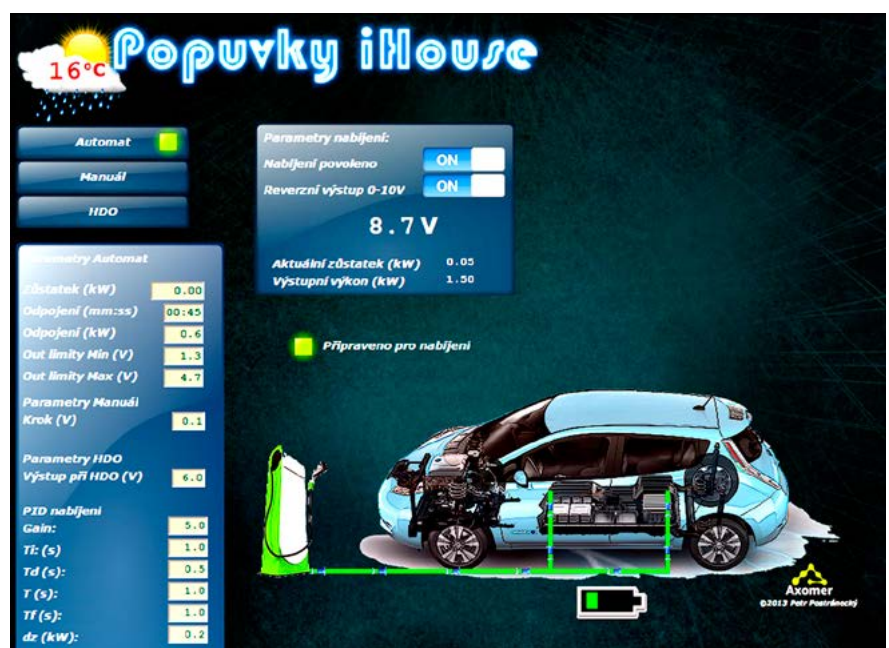 Popuvky iHouse
16°C
Automat
Manuál
HDO
Parametry nabíjení:
Nabíjení povoleno ON
Reverzní výstup 0-10V ON
8.7 V
Aktuální zůstatek (kW) 0.05
Výstupní výkon (kW) 1.50
Parametry Automat
Zůstatek (kW) 0.00
Odpojení (mm:ss) 00:45
Odpojení (kW) 0.6
Out limity Min (V) 1.3
Out limity Max (V) 4.7
Parametry Manuál
Krok (V) 0.1
Parametry HDO
Výstup při HDO (V) 6.0
PID nabíjení
Gain: 5.0
Ti: (s) 1.0
Td (s): 0.5
T (s): 1.0
Tf (s): 1.0
dz (kW): 0.2
Připraveno pro nabíjení
Axomer
©2013 Petr Postránecký